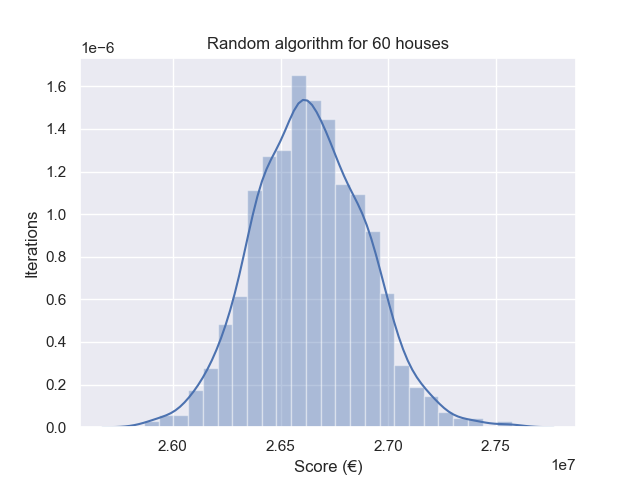 Random algorithm for 60 houses
1e−6
1.6
1.4
1.2
1.0
0.8
0.6
0.4
0.2
0.0
Iterations
2.60 2.65 2.70 2.75
1e7
Score (€)